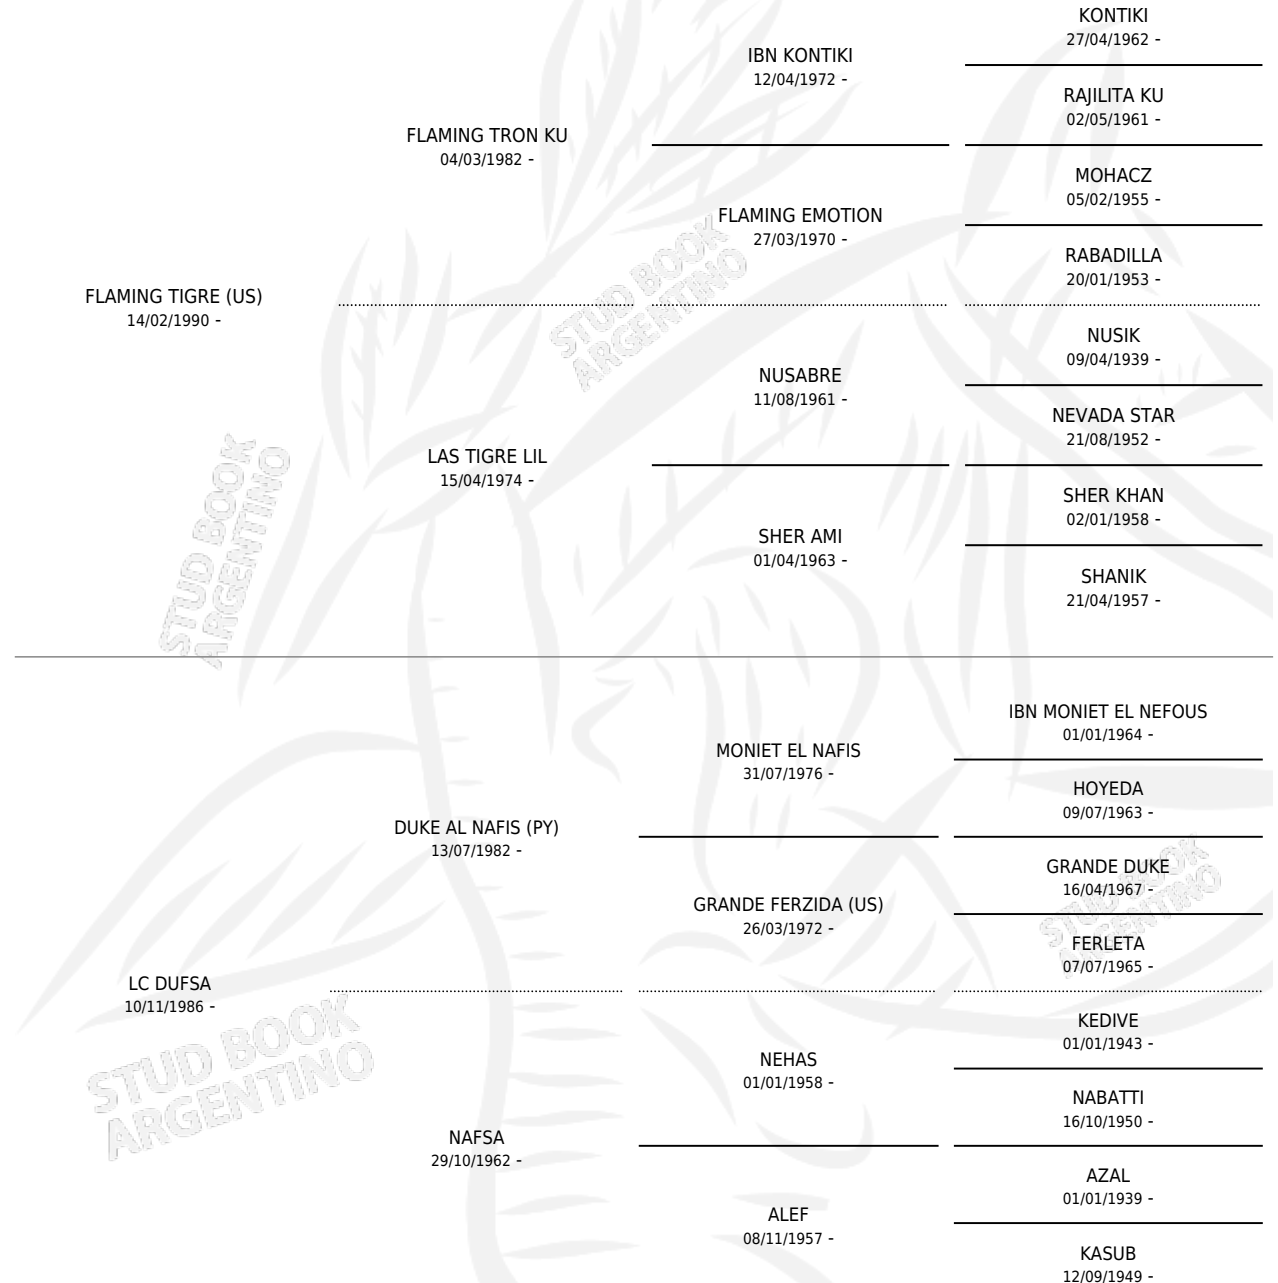 KONTIKI
27/04/1962 -
IBN KONTIKI
12/04/1972 -
RAJILITA KU
02/05/1961 -
FLAMING TRON KU
04/03/1982 -
MOHACZ
05/02/1955 -
FLAMING EMOTION
27/03/1970 -
RABADILLA
20/01/1953 -
FLAMING TIGRE (US)
14/02/1990 -
NUSIK
09/04/1939 -
NUSABRE
11/08/1961 -
NEVADA STAR
21/08/1952 -
LAS TIGRE LIL
15/04/1974 -
SHER KHAN
02/01/1958 -
SHER AMI
01/04/1963 -
SHANIK
21/04/1957 -
STUD BOOK
ARGENTINO
STUD BOOK
ARGENTINO
IBN MONIET EL NEFOUS
01/01/1964 -
MONIET EL NAFIS
31/07/1976 -
HOYEDA
09/07/1963 -
DUKE AL NAFIS (PY)
13/07/1982 -
GRANDE DUKE
16/04/1967 -
GRANDE FERZIDA (US)
26/03/1972 -
FERLETA
07/07/1965 -
LC DUFSA
10/11/1986 -
KEDIVE
01/01/1943 -
NEHAS
01/01/1958 -
NABATTI
16/10/1950 -
NAFSA
29/10/1962 -
AZAL
01/01/1939 -
ALEF
08/11/1957 -
KASUB
12/09/1949 -
STUD BOOK
ARGENTINO
STUD BOOK
ARGENTINO